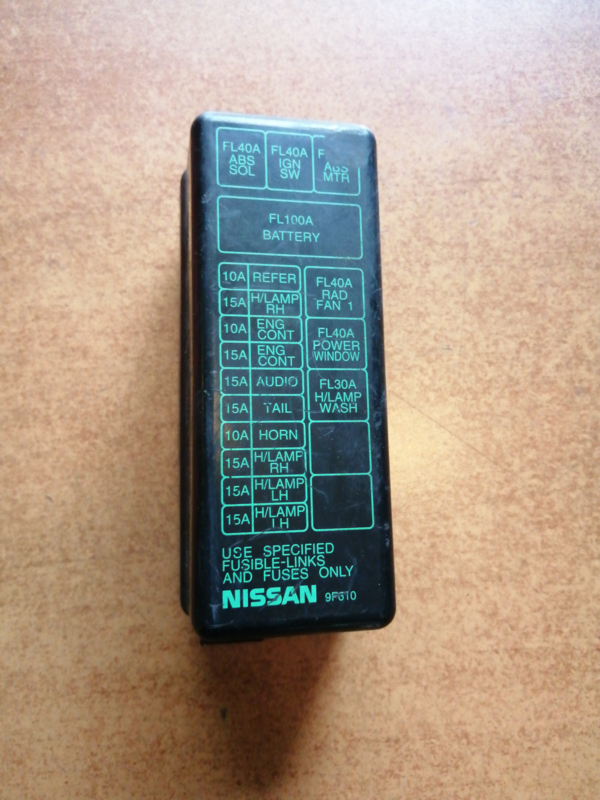 FL40A
ABS
SOL
FL40A
IGN
SW
F
ABS
MTR
FL100A
BATTERY
10A REFER
15A H/LAMP
RH
10A ENG
CONT
15A ENG
CONT
15A AUDIO
15A TAIL
10A HORN
15A H/LAMP
RH
15A H/LAMP
LH
15A H/LAMP
LH
FL40A
RAD
FAN 1
FL40A
POWER
WINDOW
FL30A
H/LAMP
WASH
USE SPECIFIED
FUSIBLE-LINKS
AND FUSES ONLY
NISSAN 9F610